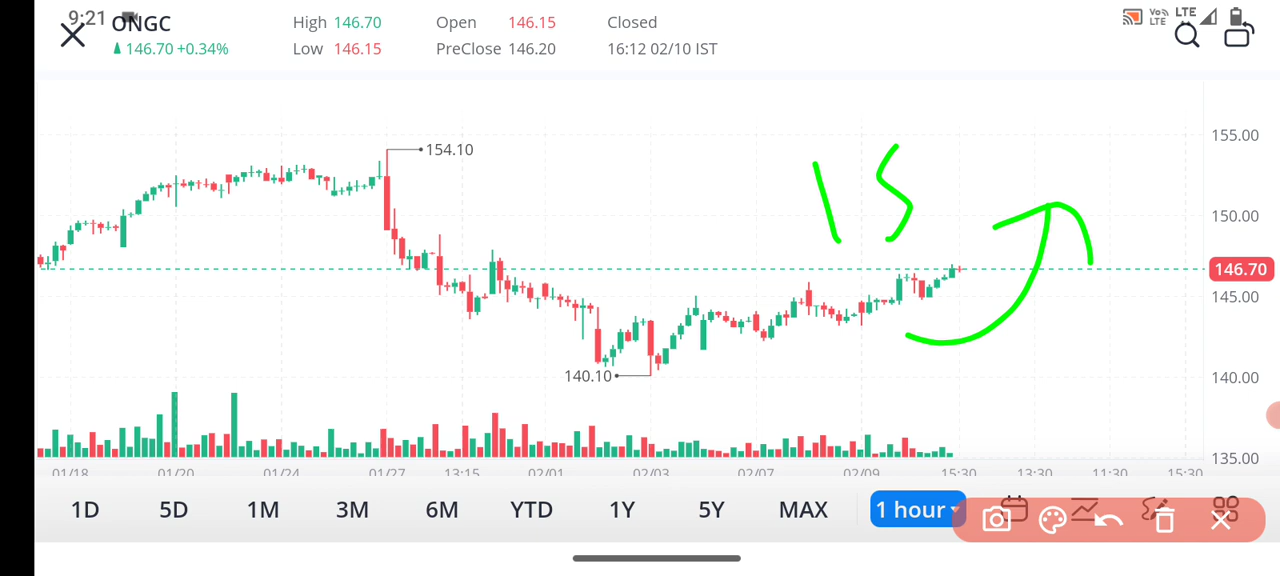 9:21
ONGC
146.70 +0.34%
High 146.70
Low 146.15
Open 146.15
PreClose 146.20
Closed
16:12 02/10 IST
Vo) LTE
LTE
155.00
150.00
146.70
145.00
140.00
135.00
154.10
140.10
15
01/18 01/20 01/24 01/27 13:15 02/01 02/03 02/07 02/09 15:30 13:30 11:30 15:30
1D 5D 1M 3M 6M YTD 1Y 5Y MAX 1 hour